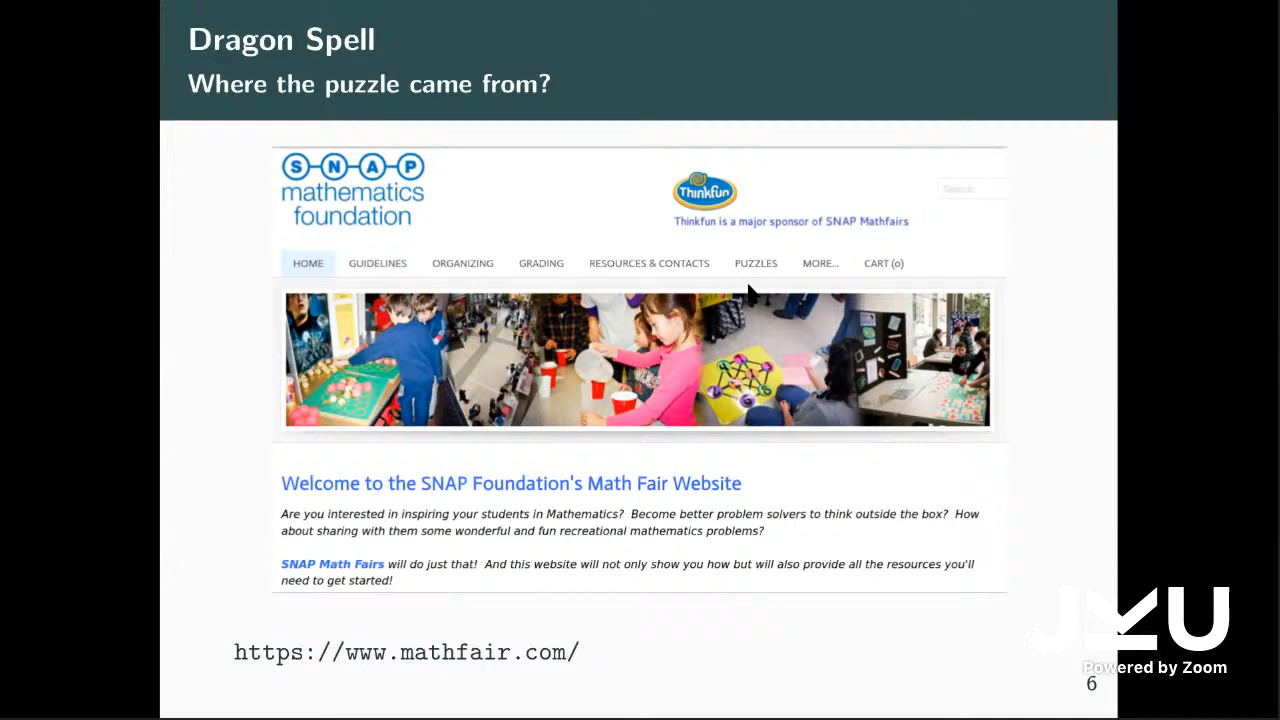 Dragon Spell
Where the puzzle came from?
SNAP
mathematics
foundation
Thinkfun
Search
Thinkfun is a major sponsor of SNAP Mathfairs
HOME GUIDELINES ORGANIZING GRADING RESOURCES & CONTACTS PUZZLES MORE... CART (0)
Welcome to the SNAP Foundation's Math Fair Website
Are you interested in inspiring your students in Mathematics? Become better problem solvers to think outside the box? How
about sharing with them some wonderful and fun recreational mathematics problems?
SNAP Math Fairs will do just that! And this website will not only show you how but will also provide all the resources you'll
need to get started!
https://www.mathfair.com/
JKU
Powered by Zoom
6